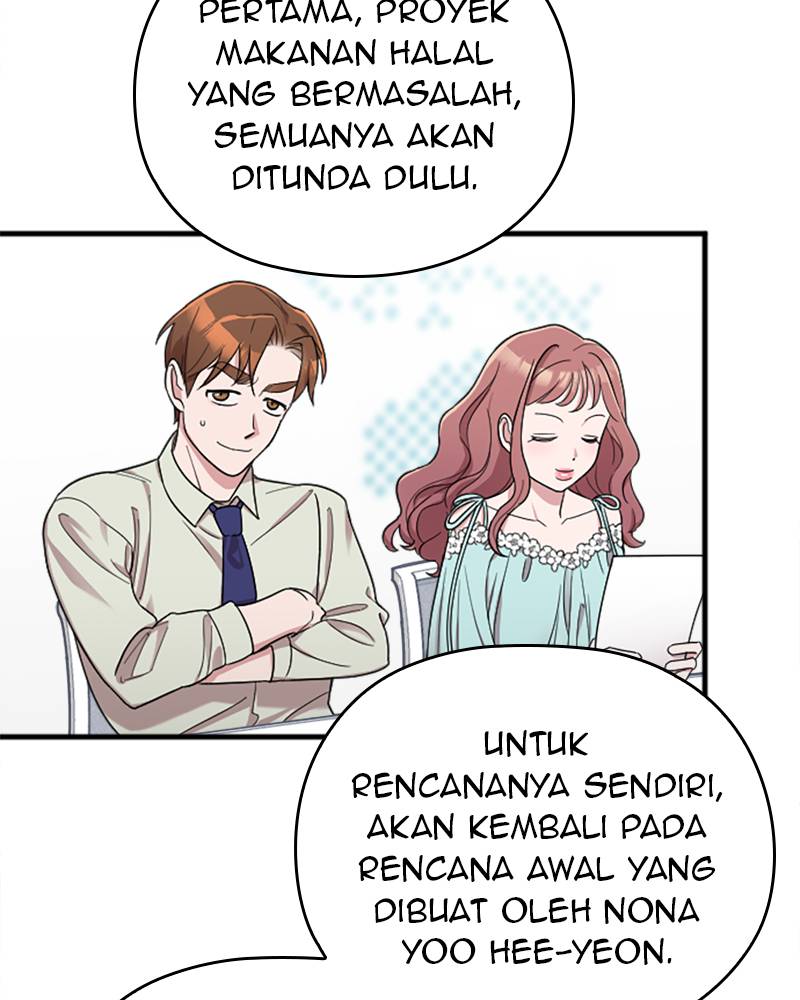 PERTAMA, PROYEK
MAKANAN HALAL
YANG BERMASALAH,
SEMUANYA AKAN
DITUNDA DULU.
UNTUK
RENCANANYA SENDIRI,
AKAN KEMBALI PADA
RENCANA AWAL YANG
DIBUAT OLEH NONA
YOO HEE-YEON.